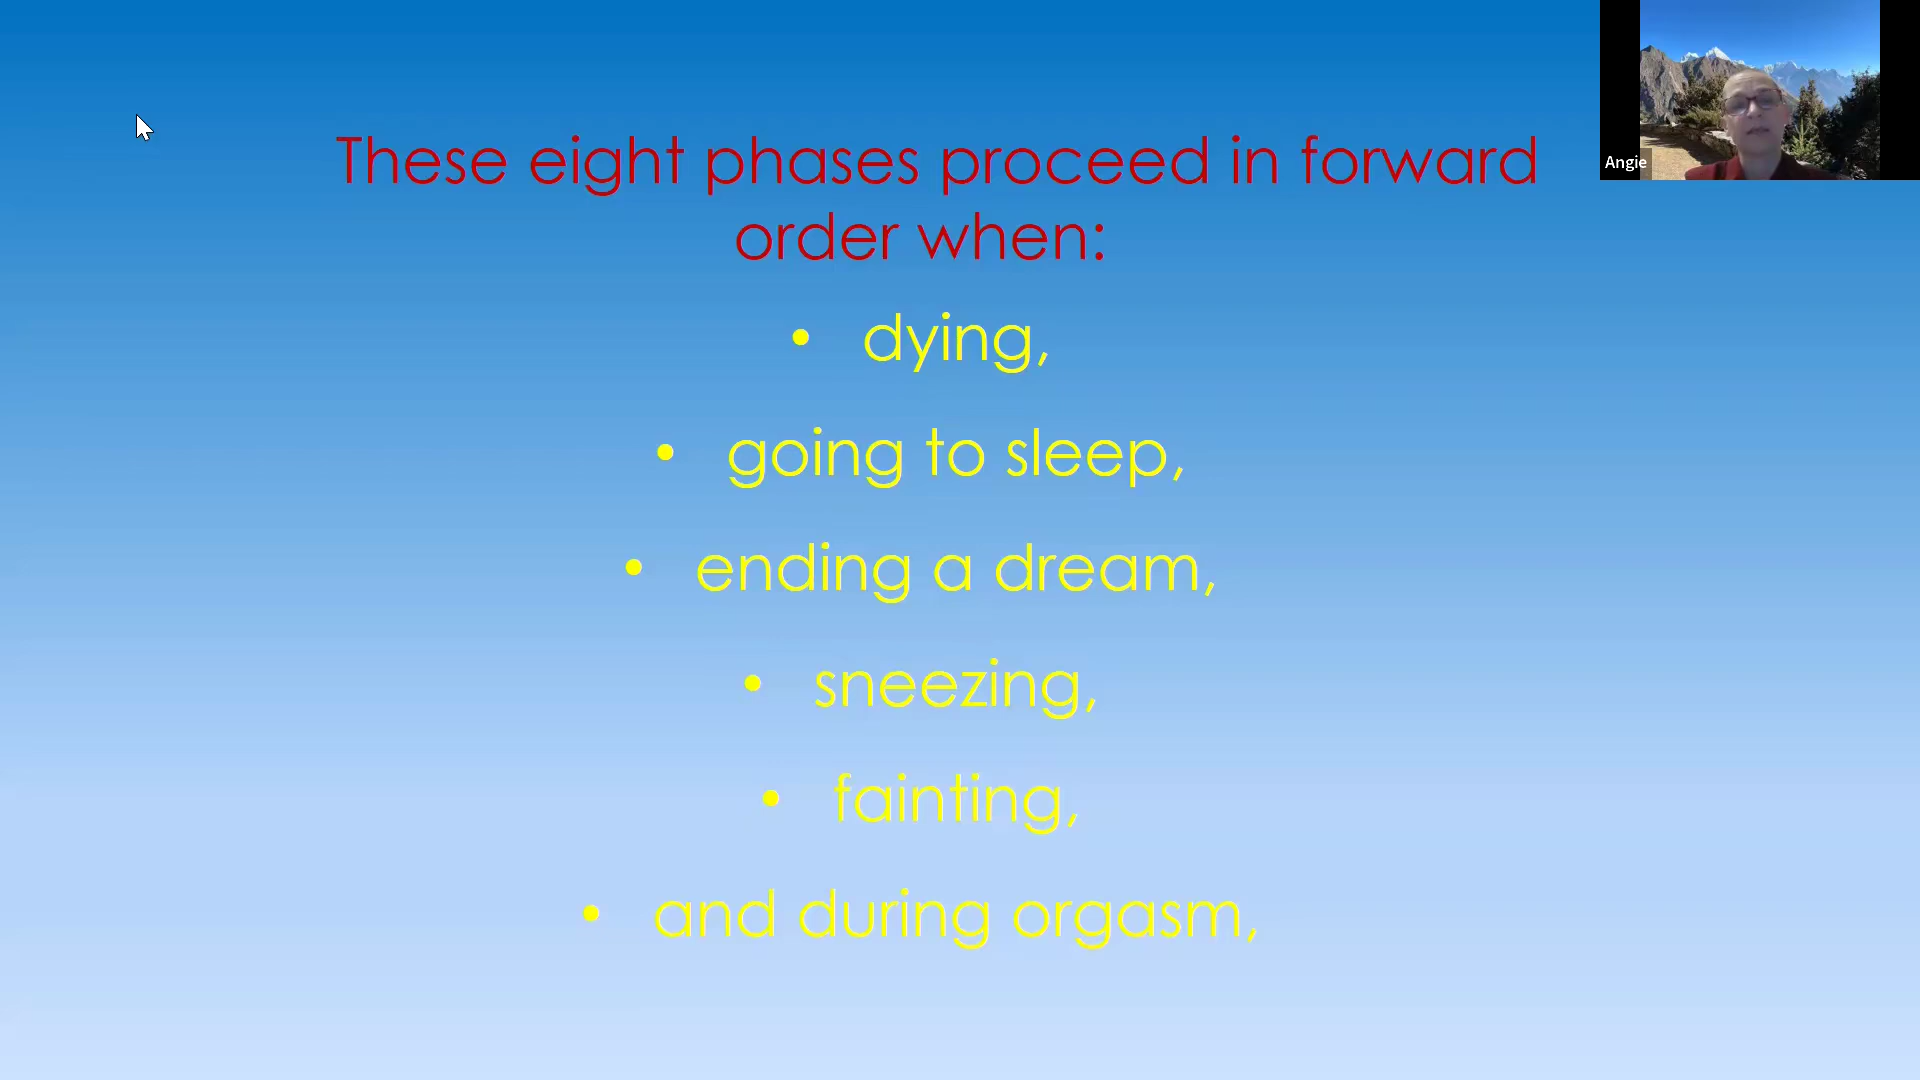 These eight phases proceed in forward
order when:
• dying,
• going to sleep,
• ending a dream,
• sneezing,
• fainting,
• and during orgasm,
Angie